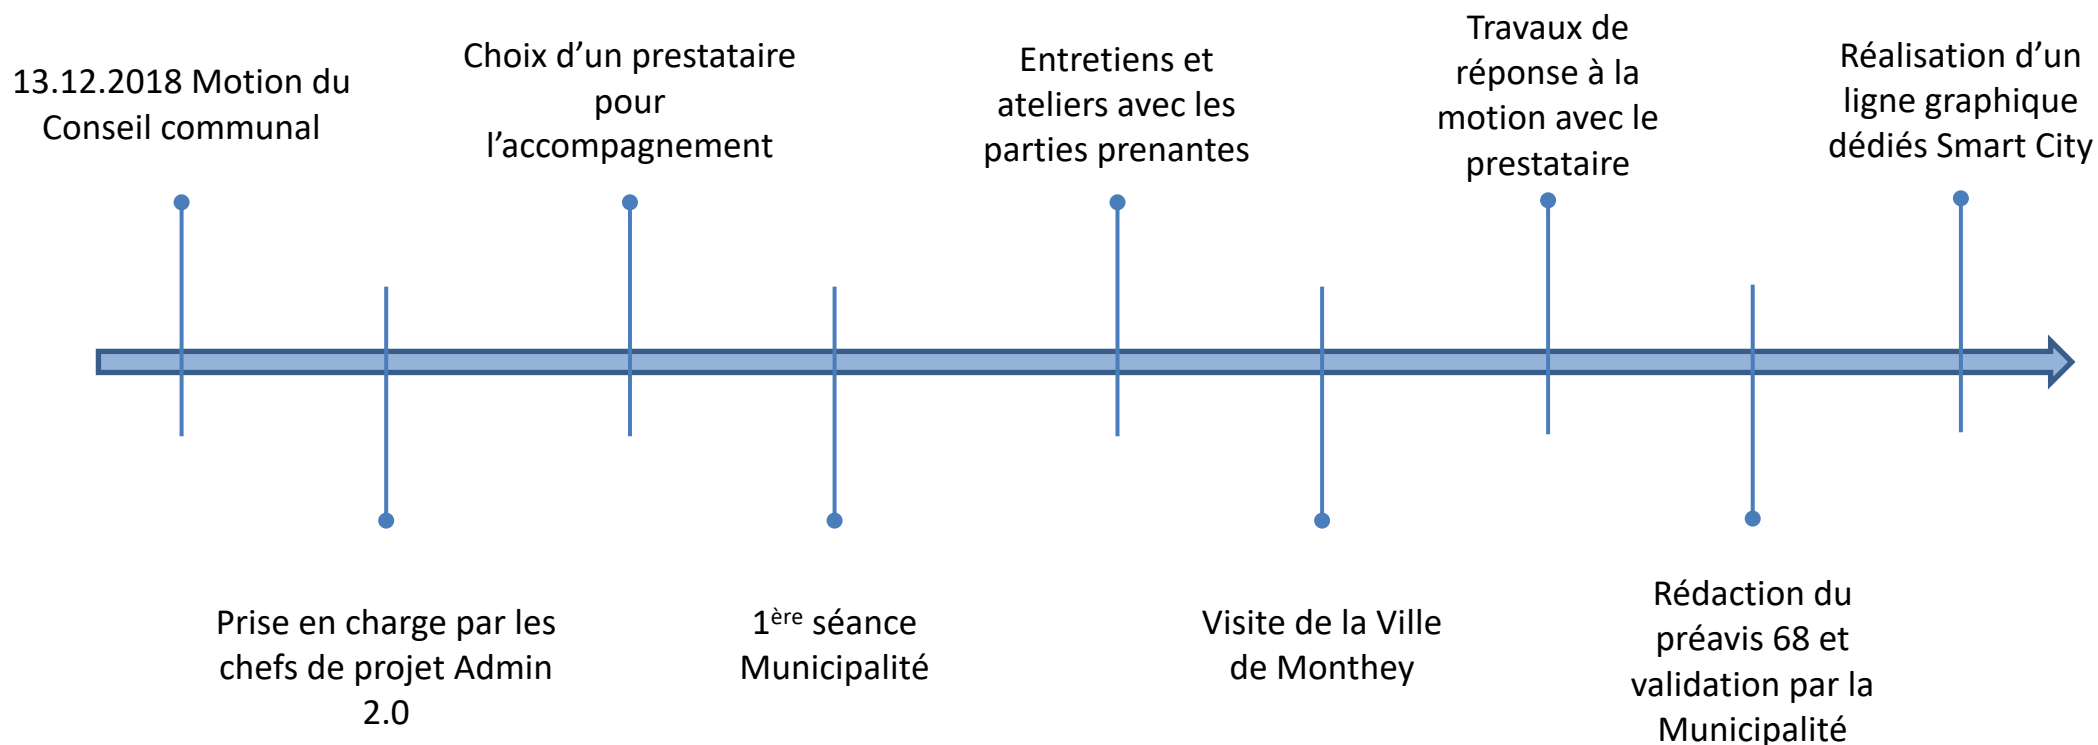 13.12.2018 Motion du
Conseil communal
Choix d’un prestataire
pour
l’accompagnement
Entretiens et
ateliers avec les
parties prenantes
Travaux de
réponse à la
motion avec le
prestataire
Réalisation d’un
ligne graphique
dédiés Smart City
Prise en charge par les
chefs de projet Admin
2.0
1ère séance
Municipalité
Visite de la Ville
de Monthey
Rédaction du
préavis 68 et
validation par la
Municipalité